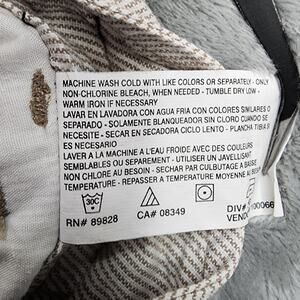 MACHINE WASH COLD WITH LIKE COLORS OR SEPARATELY - ONLY
NON-CHLORINE BLEACH, WHEN NEEDED - TUMBLE DRY LOW -
WARM IRON IF NECESSARY
LAVAR EN LAVADORA CON AGUA FRIA CON COLORES SIMILARES O
SEPARADO - SOLAMENTE BLANQUEADOR SIN CLORO CUANDO
NECESITE - SECAR EN SECADORA CICLO LENTO - PLANCHA TIBIA SI
ES NECESARIO
LAVER A LA MACHINE A L'EAU FROIDE AVEC DES COULEURS
SEMBLABLES OU SEPAREMENT - UTILISER UN JAVELLISANT
NON CHLORE AU BESOIN - SECHAR PAR CULBUTAGE A BASSE
TEMPERATURE - REPASSER A TEMPERATURE MOYENNE AU BESOIN
30C
RN# 89828
CA# 08349
DIV#
VEND